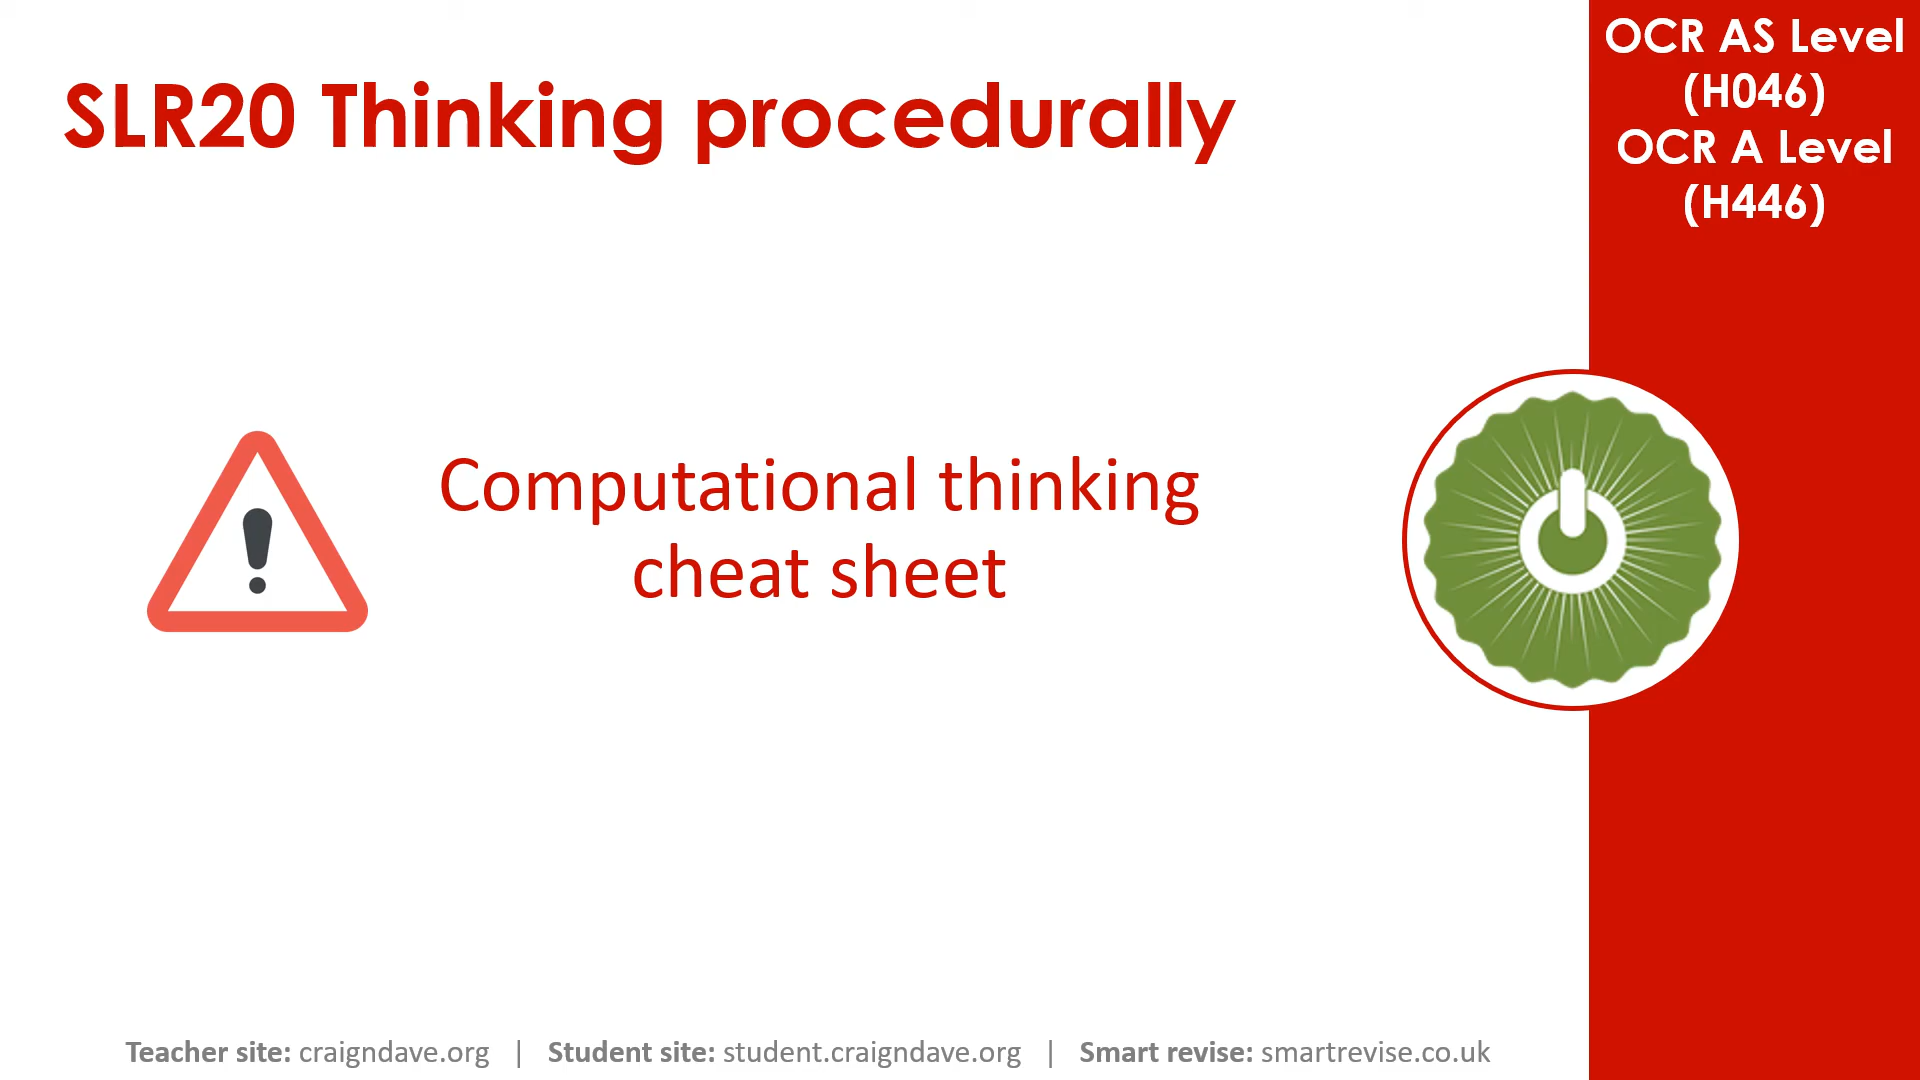 SLR20 Thinking procedurally
OCR AS Level
(H046)
OCR A Level
(H446)
Computational thinking
cheat sheet
Teacher site: craigndave.org | Student site: student.craigndave.org | Smart revise: smartrevise.co.uk